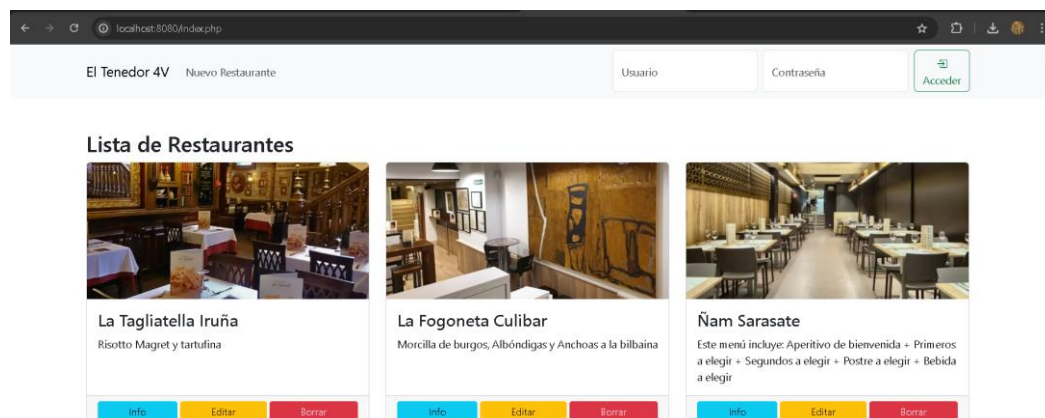 localhost:8080/index.php
El Tenedor 4V Nuevo Restaurante Usuario Contraseña Acceder
Lista de Restaurantes
La Tagliatella Iruña
Risotto Magret y tartufina
Info Editar Borrar
La Fogoneta Culibar
Morcilla de burgos, Albóndigas y Anchoas a la bilbaina
Info Editar Borrar
Ñam Sarasate
Este menú incluye: Aperitivo de bienvenida + Primeros
a elegir + Segundos a elegir + Postre a elegir + Bebida
a elegir
Info Editar Borrar